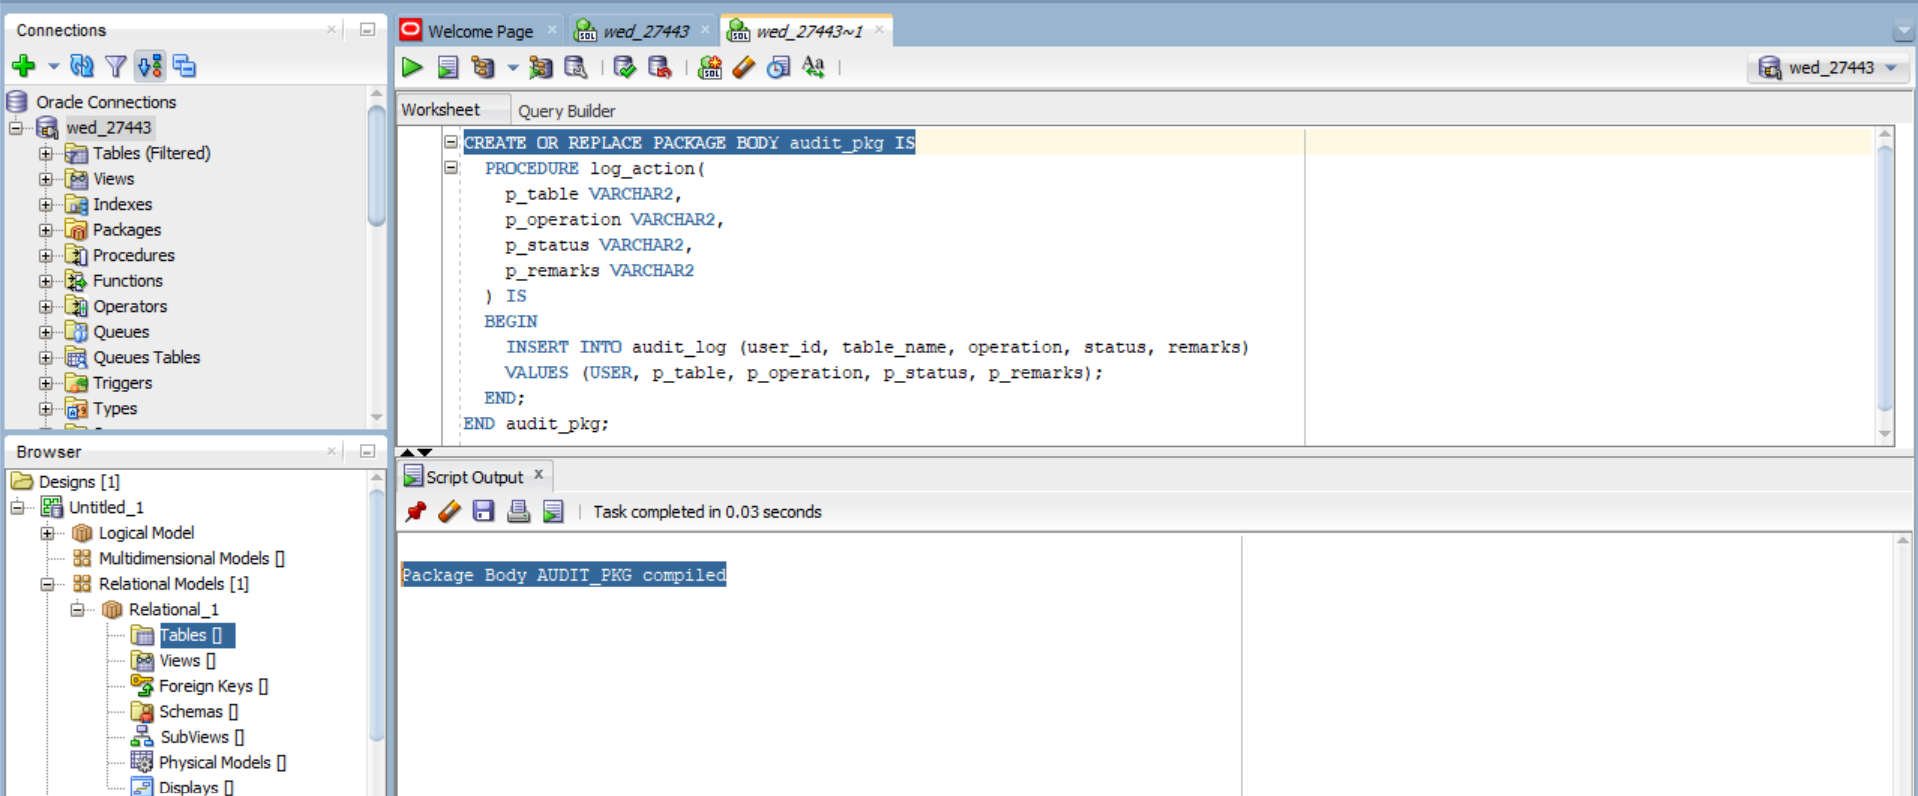 Connections
Oracle Connections
wed_27443
Tables (Filtered)
Views
Indexes
Packages
Procedures
Functions
Operators
Queues
Queues Tables
Triggers
Types
Browser
Designs [1]
Untitled_1
Logical Model
Multidimensional Models []
Relational Models [1]
Relational_1
Tables []
Views []
Foreign Keys []
Schemas []
SubViews []
Physical Models []
Displays []
Welcome Page
wed_27443
wed_27443~1
wed_27443
Worksheet
Query Builder
CREATE OR REPLACE PACKAGE BODY audit_pkg IS
PROCEDURE log_action(
p_table VARCHAR2,
p_operation VARCHAR2,
p_status VARCHAR2,
p_remarks VARCHAR2
) IS
BEGIN
INSERT INTO audit_log (user_id, table_name, operation, status, remarks)
VALUES (USER, p_table, p_operation, p_status, p_remarks);
END;
END audit_pkg;
Script Output
Task completed in 0.03 seconds
Package Body AUDIT_PKG compiled